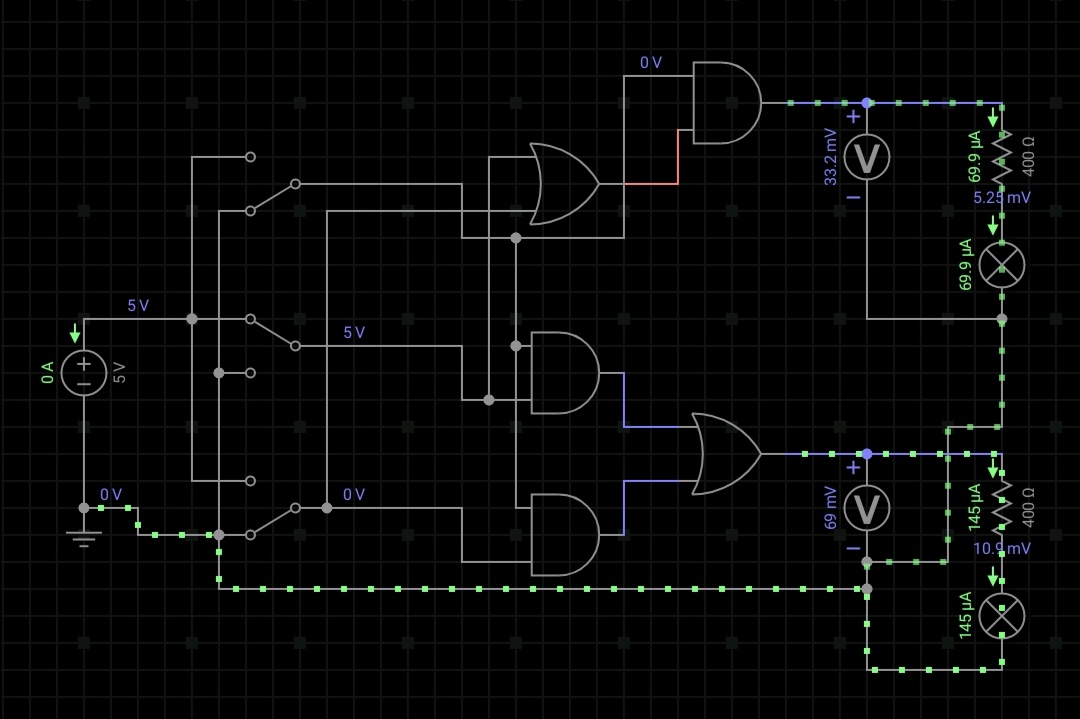 0 V
+
33.2 mV
V
−
69.9 µA
400 Ω
5.25 mV
69.9 µA
5 V
0 A
+
−
5 V
5 V
0 V
0 V
+
69 mV
V
−
145 µA
400 Ω
10.9 mV
145 µA